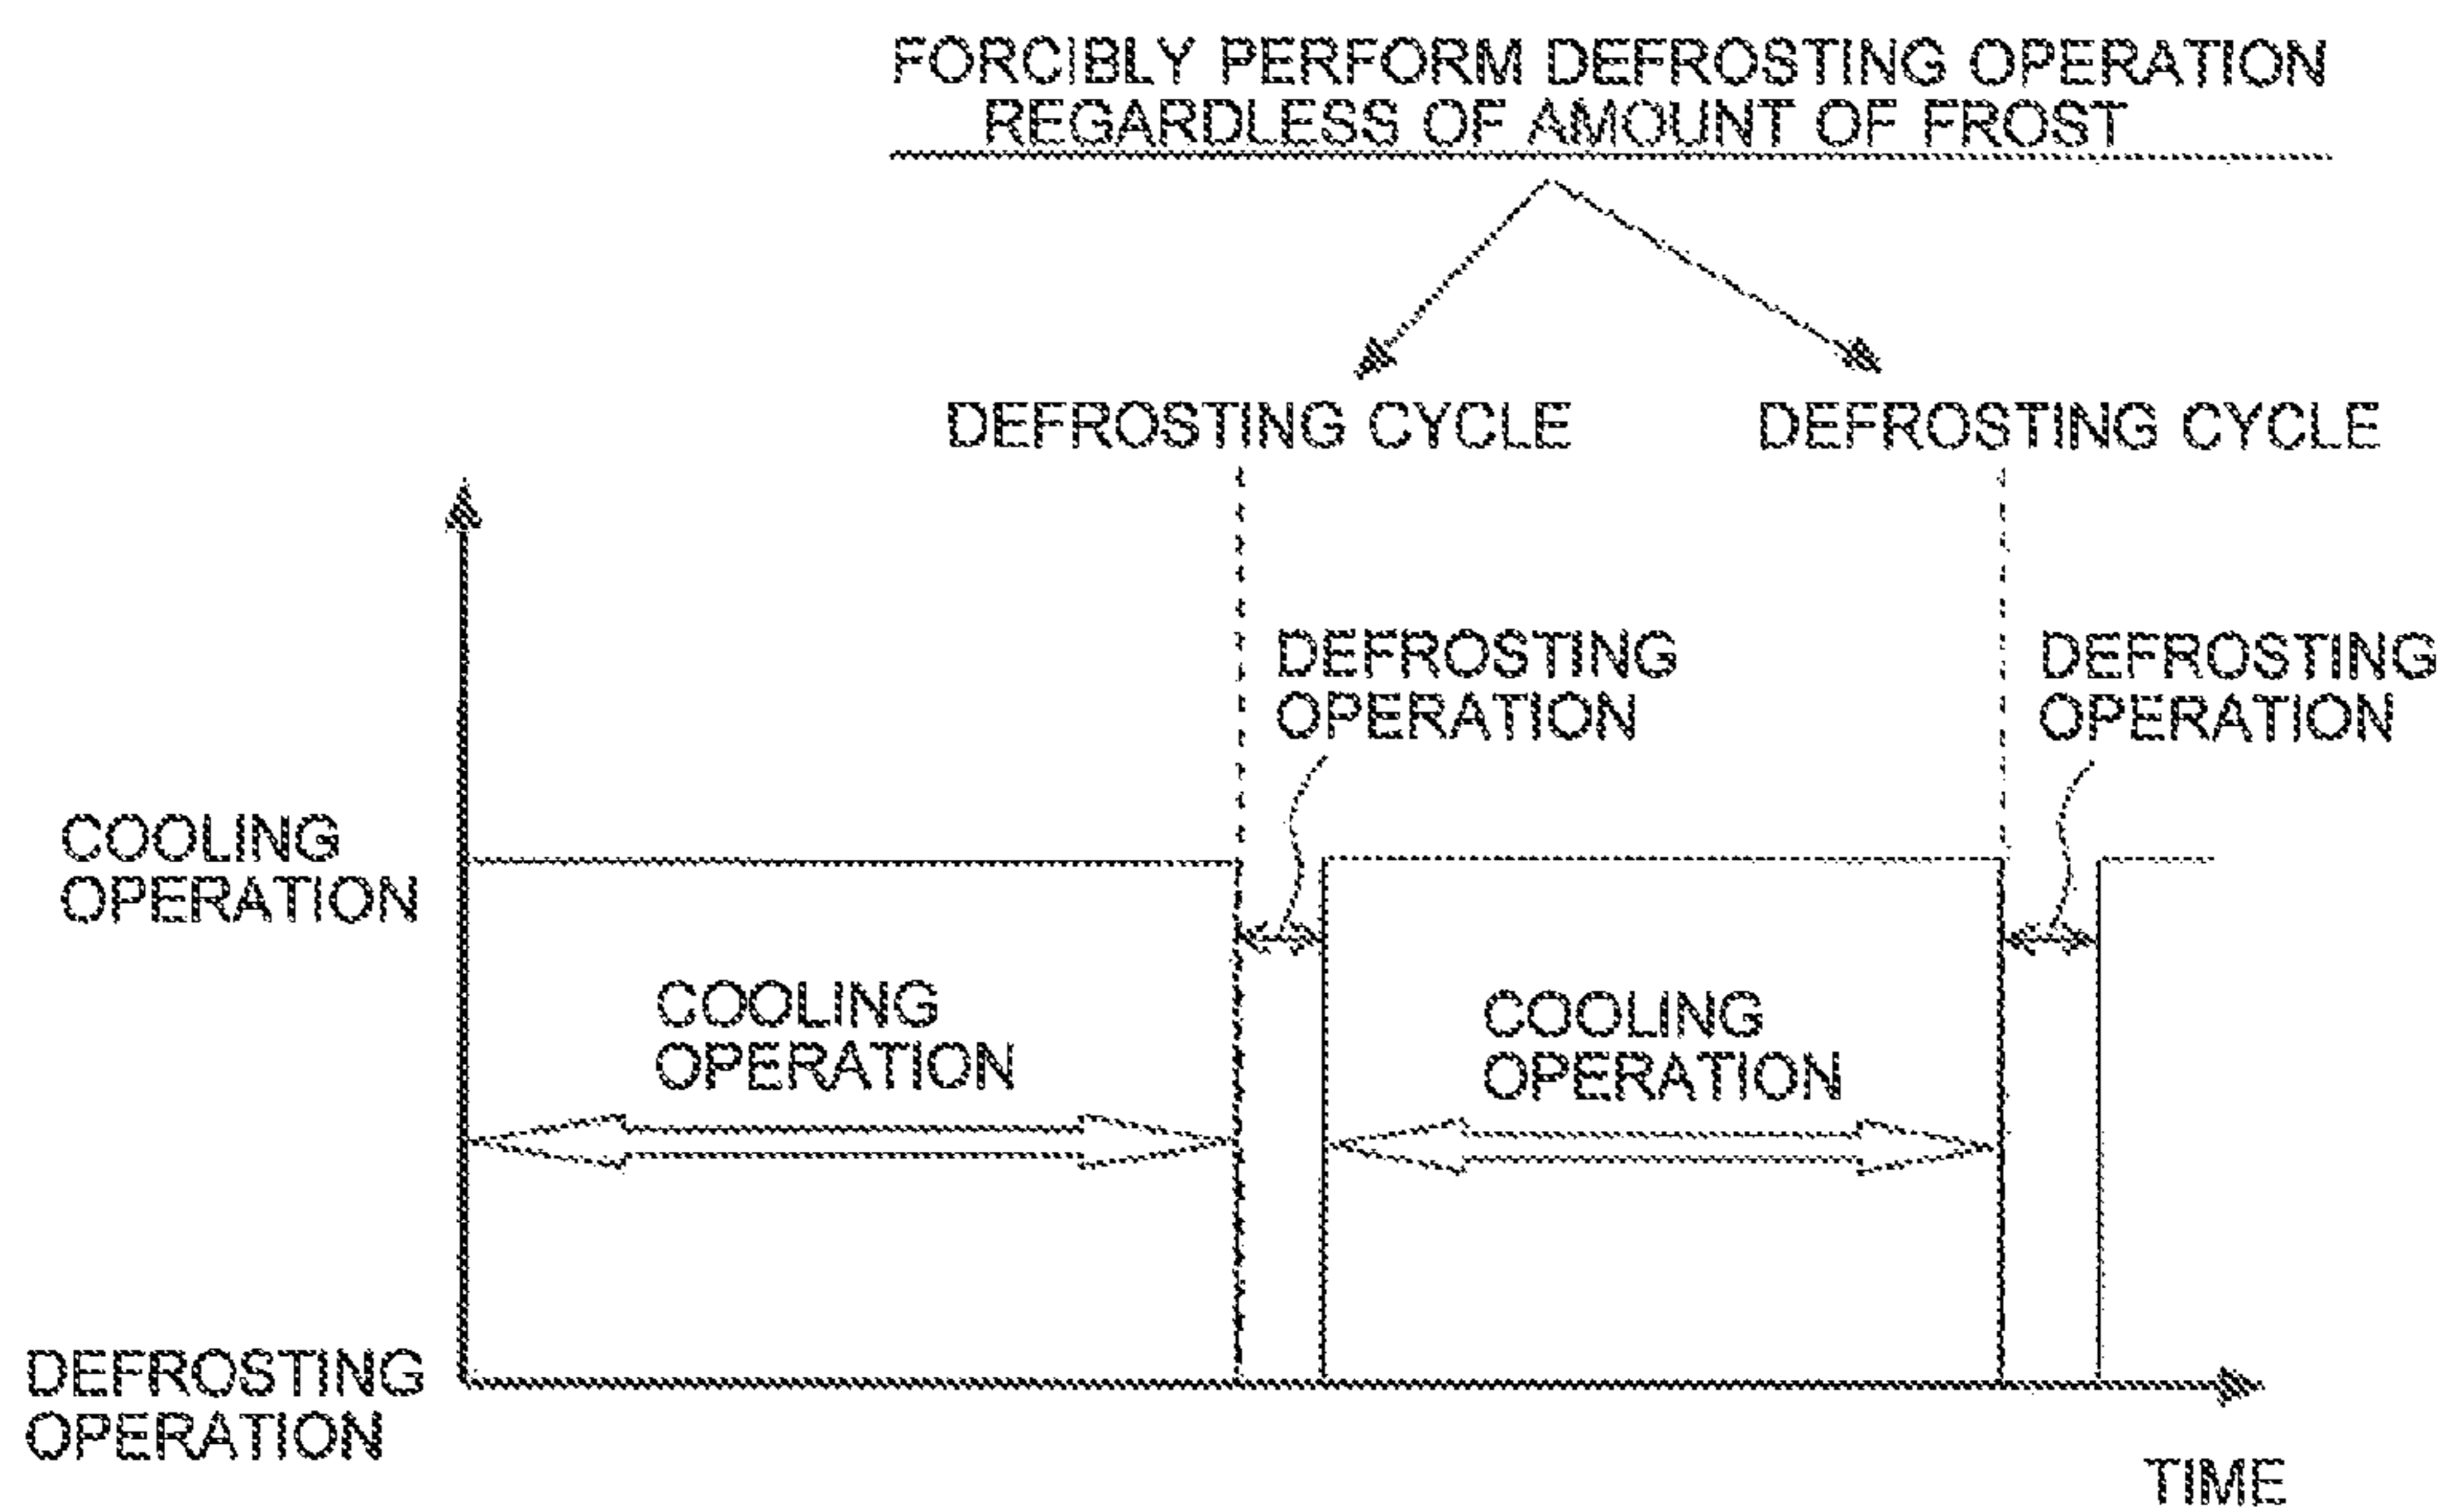 FORCIBLY PERFORM DEFROSTING OPERATION
REGARDLESS OF AMOUNT OF FROST
DEFROSTING CYCLE
DEFROSTING CYCLE
DEFROSTING
OPERATION
DEFROSTING
OPERATION
COOLING
OPERATION
COOLING
OPERATION
COOLING
OPERATION
DEFROSTING
OPERATION
TIME